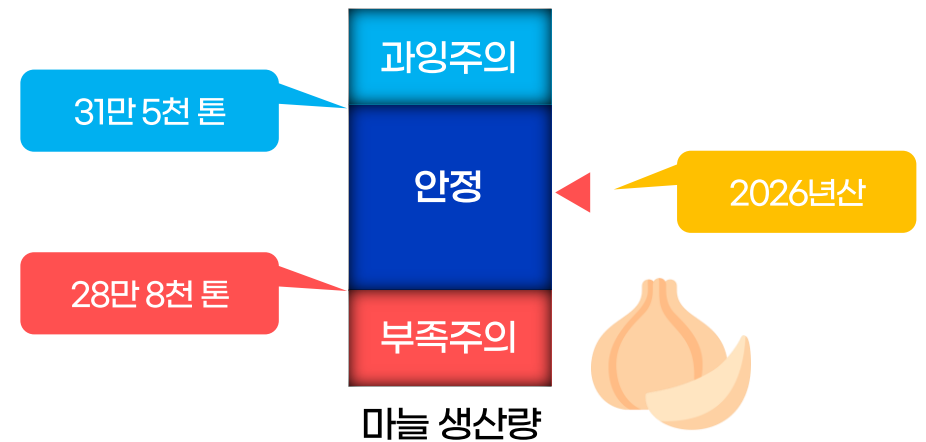 과잉주의
31만 5천 톤
안정
2026년산
28만 8천 톤
부족주의
마늘 생산량